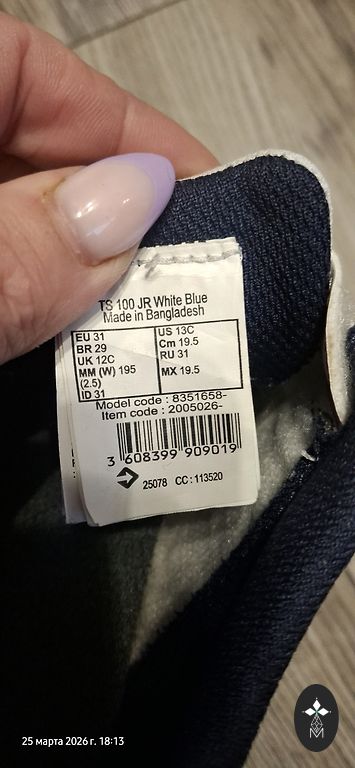 TS 100 JR White Blue
Made in Bangladesh
EU 31
BR 29
UK 12C
MM (W) 195
(2.5)
ID 31
US 13C
Cm 19.5
RU 31
MX 19.5
Model code : 8351658-
Item code : 2005026-
3 608399 909019
25078 CC : 113520
25 марта 2026 г. 18:13
M